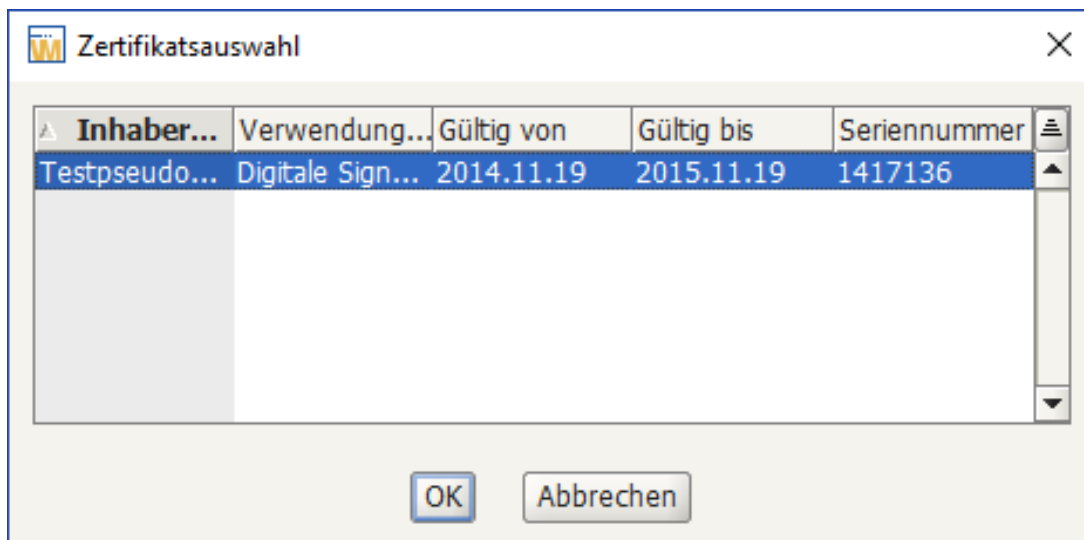 Zertifikatsauswahl
Inhaber... Verwendung... Gültig von Gültig bis Seriennummer
Testpseudo... Digitale Sign... 2014.11.19 2015.11.19 1417136
OK Abbrechen